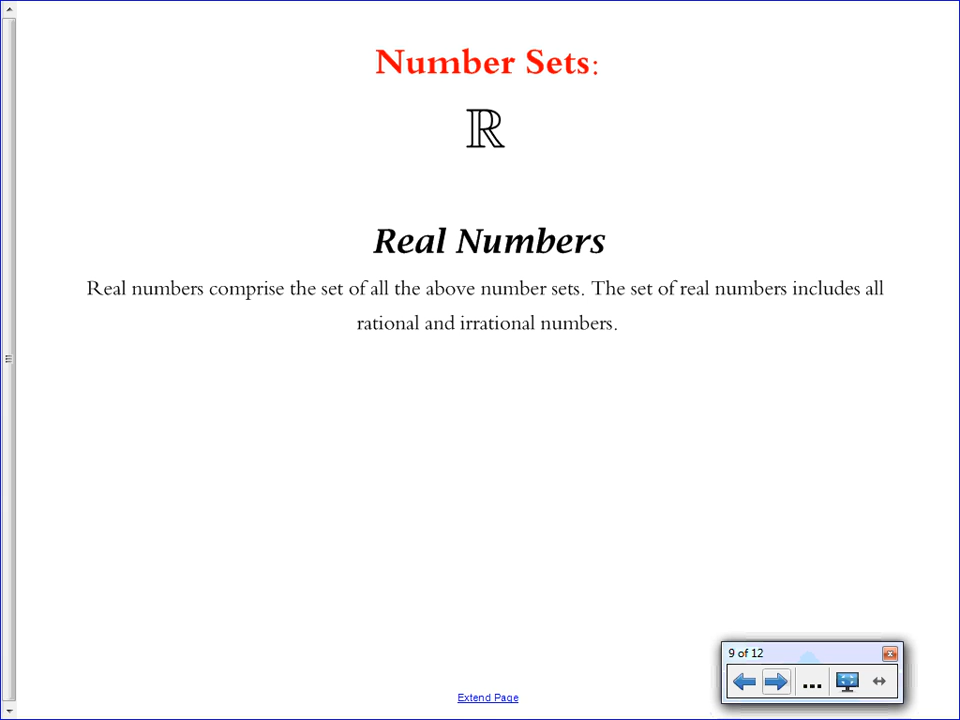 Number Sets:
ℝ
Real Numbers
Real numbers comprise the set of all the above number sets. The set of real numbers includes all
rational and irrational numbers.
Extend Page
9 of 12
...